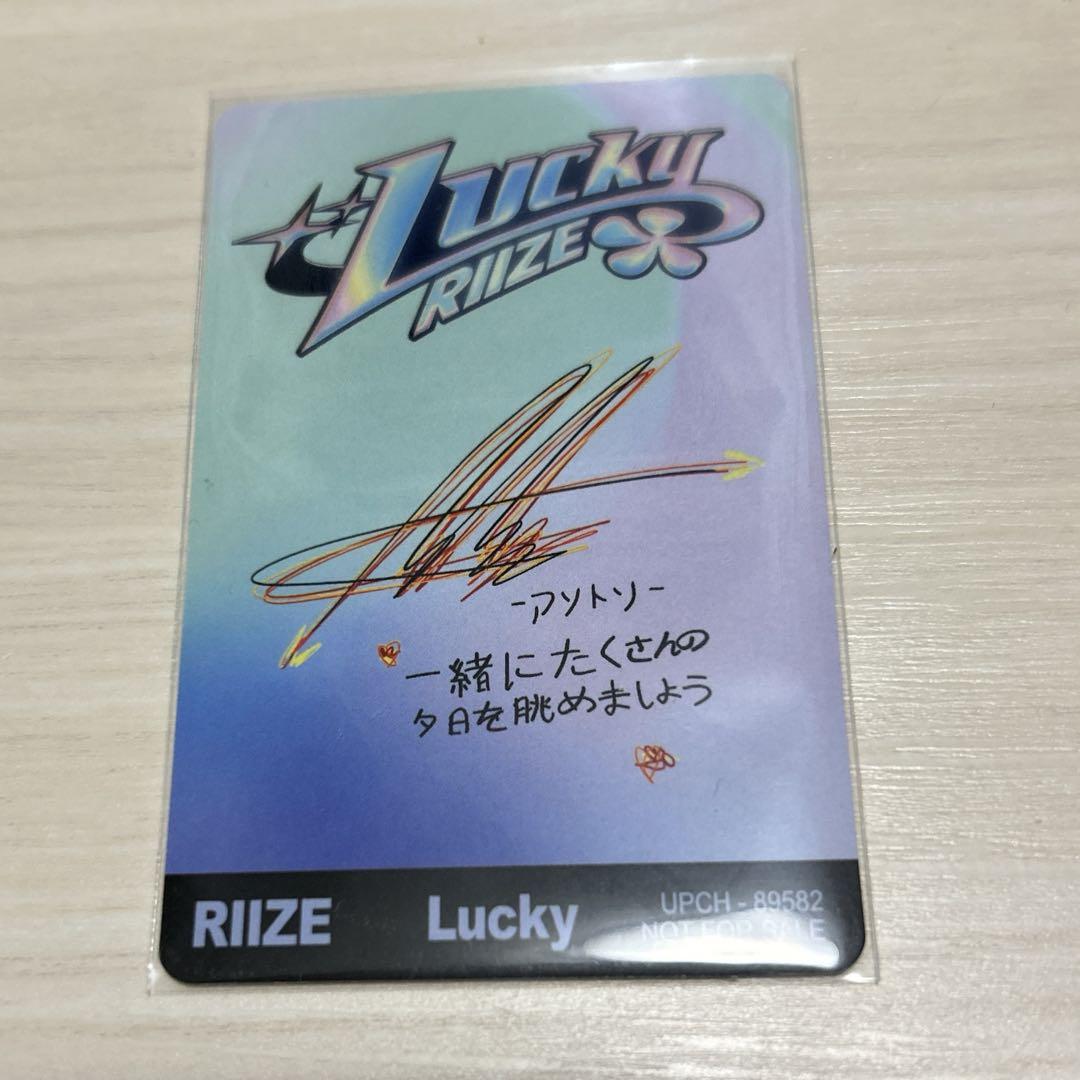 Lucky
RIIZE
-アントン-
一緒にたくさんの
夕日を眺めましょう
RIIZE Lucky UPCH - 89582
NOT FOR SALE